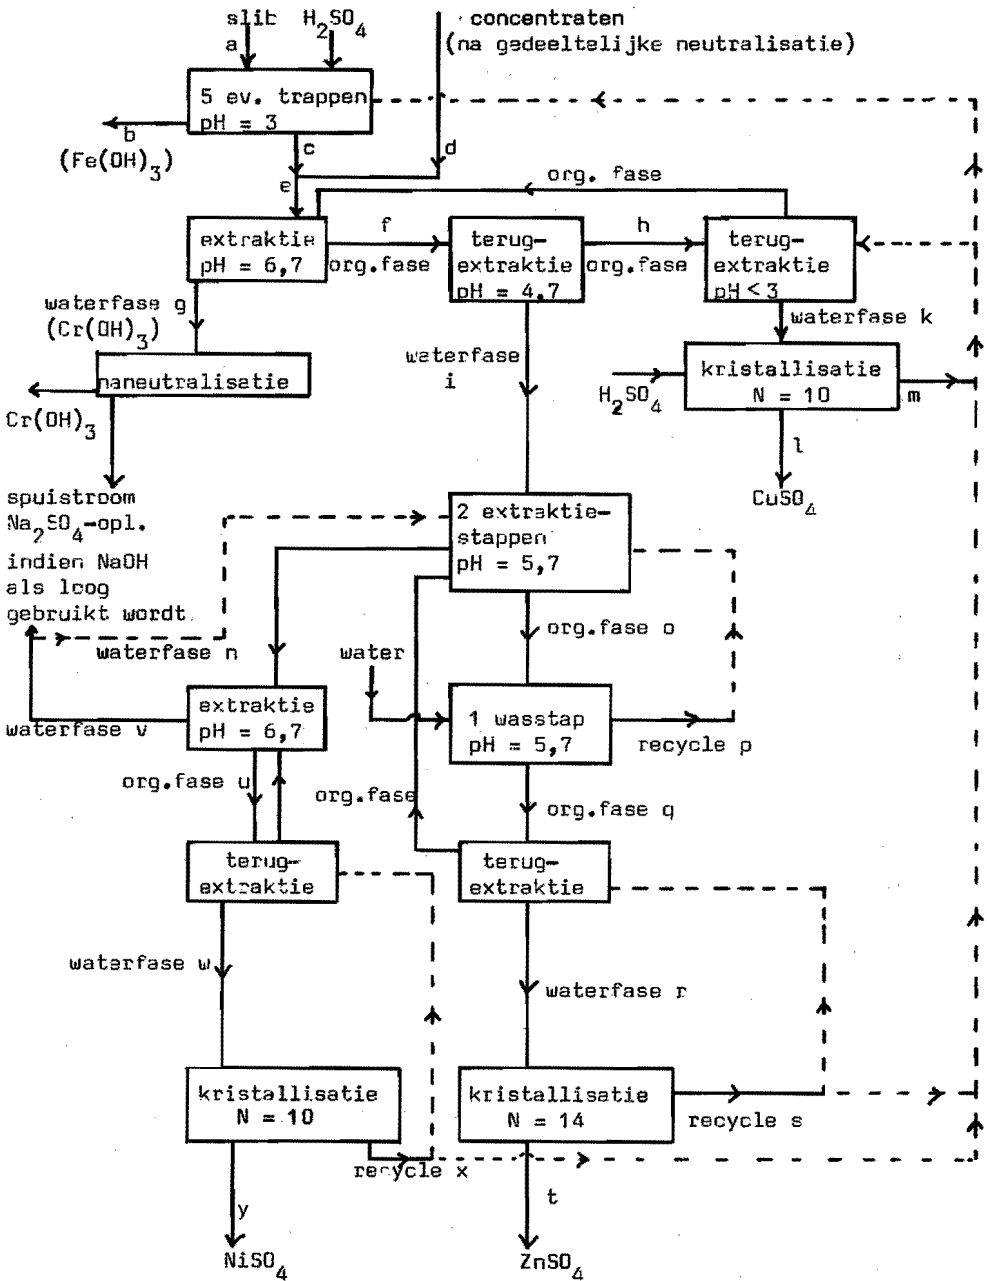 slib H2SO4
concentraten
(na gedeeltelijke neutralisatie)
a
5 ev. trappen
pH = 3
b
(Fe(OH)3)
c
d
e
org. fase
extraktie
pH = 6,7
f
org.fase
terug-
extraktie
pH = 4,7
h
org.fase
terug-
extraktie
pH < 3
waterfase g
(Cr(OH)3)
waterfase k
waterfase
i
naneutralisatie
kristallisatie
N = 10
H2SO4
m
Cr(OH)3
l
CuSO4
spuistroom
Na2SO4-opl.
indien NaOH
als loog
gebruikt wordt
2 extraktie-
stappen
pH = 5,7
org.fase o
waterfase n
water
extraktie
pH = 6,7
1 wasstap
pH = 5,7
waterfase v
recycle p
org.fase u
org.fase
org.fase q
terug-
extraktie
terug-
extraktie
waterfase w
waterfase r
kristallisatie
N = 10
kristallisatie
N = 14
recycle s
recycle x
t
y
NiSO4
ZnSO4